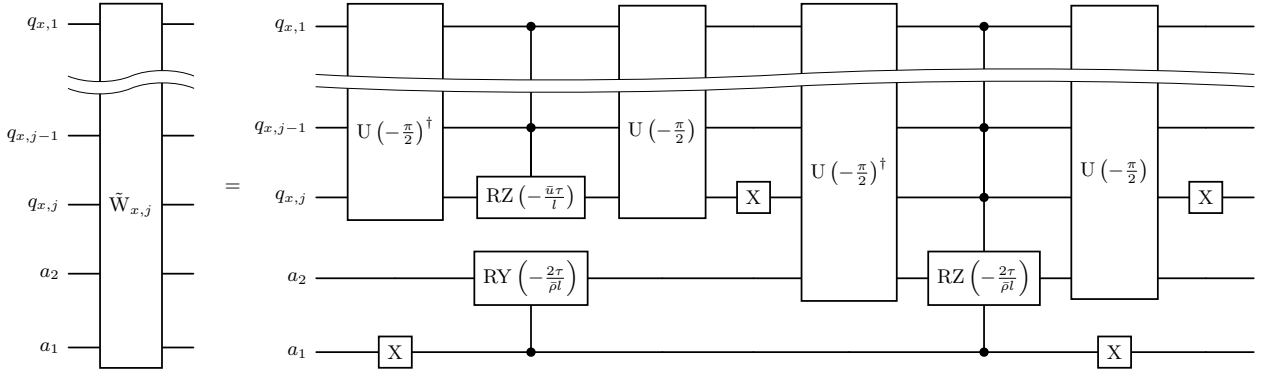 q_{x,1} q_{x,1}
q_{x,j−1} q_{x,j−1} U(−π/2)† U(−π/2)
U(−π/2)† U(−π/2)
q_{x,j} W̃_{x,j} = q_{x,j} RZ(−ūτ/l) X X
a_2 a_2 RY(−2τ/ρ̄l) RZ(−2τ/ρ̄l)
a_1 a_1 X X